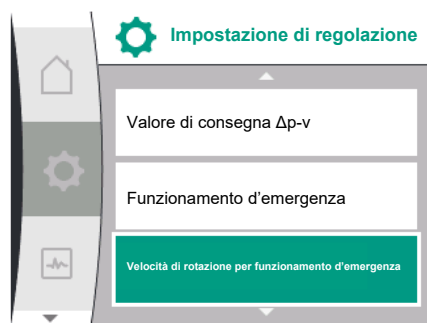 Impostazione di regolazione
Valore di consegna Δp-v
Funzionamento d'emergenza
Velocità di rotazione per funzionamento d'emergenza